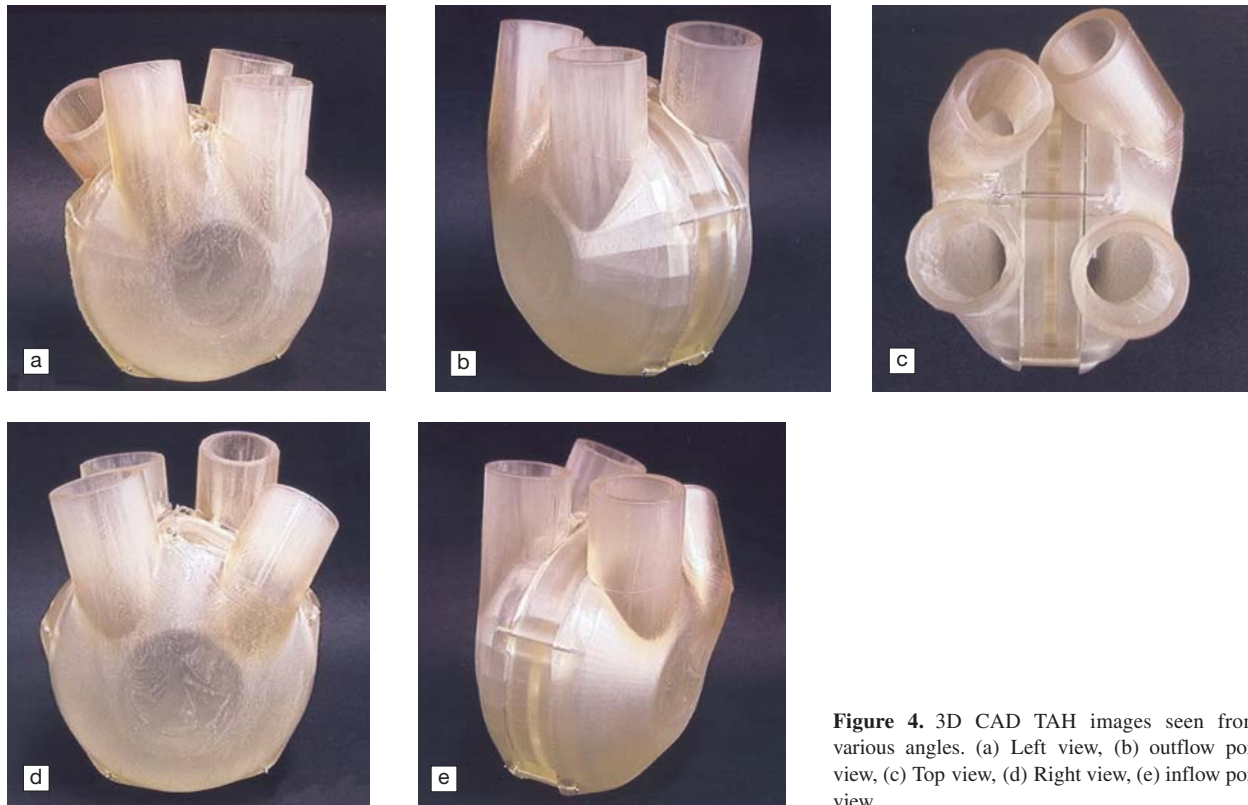 a
b
c
d
e
Figure 4. 3D CAD TAH images seen from
various angles. (a) Left view, (b) outflow por
view, (c) Top view, (d) Right view, (e) inflow por
view